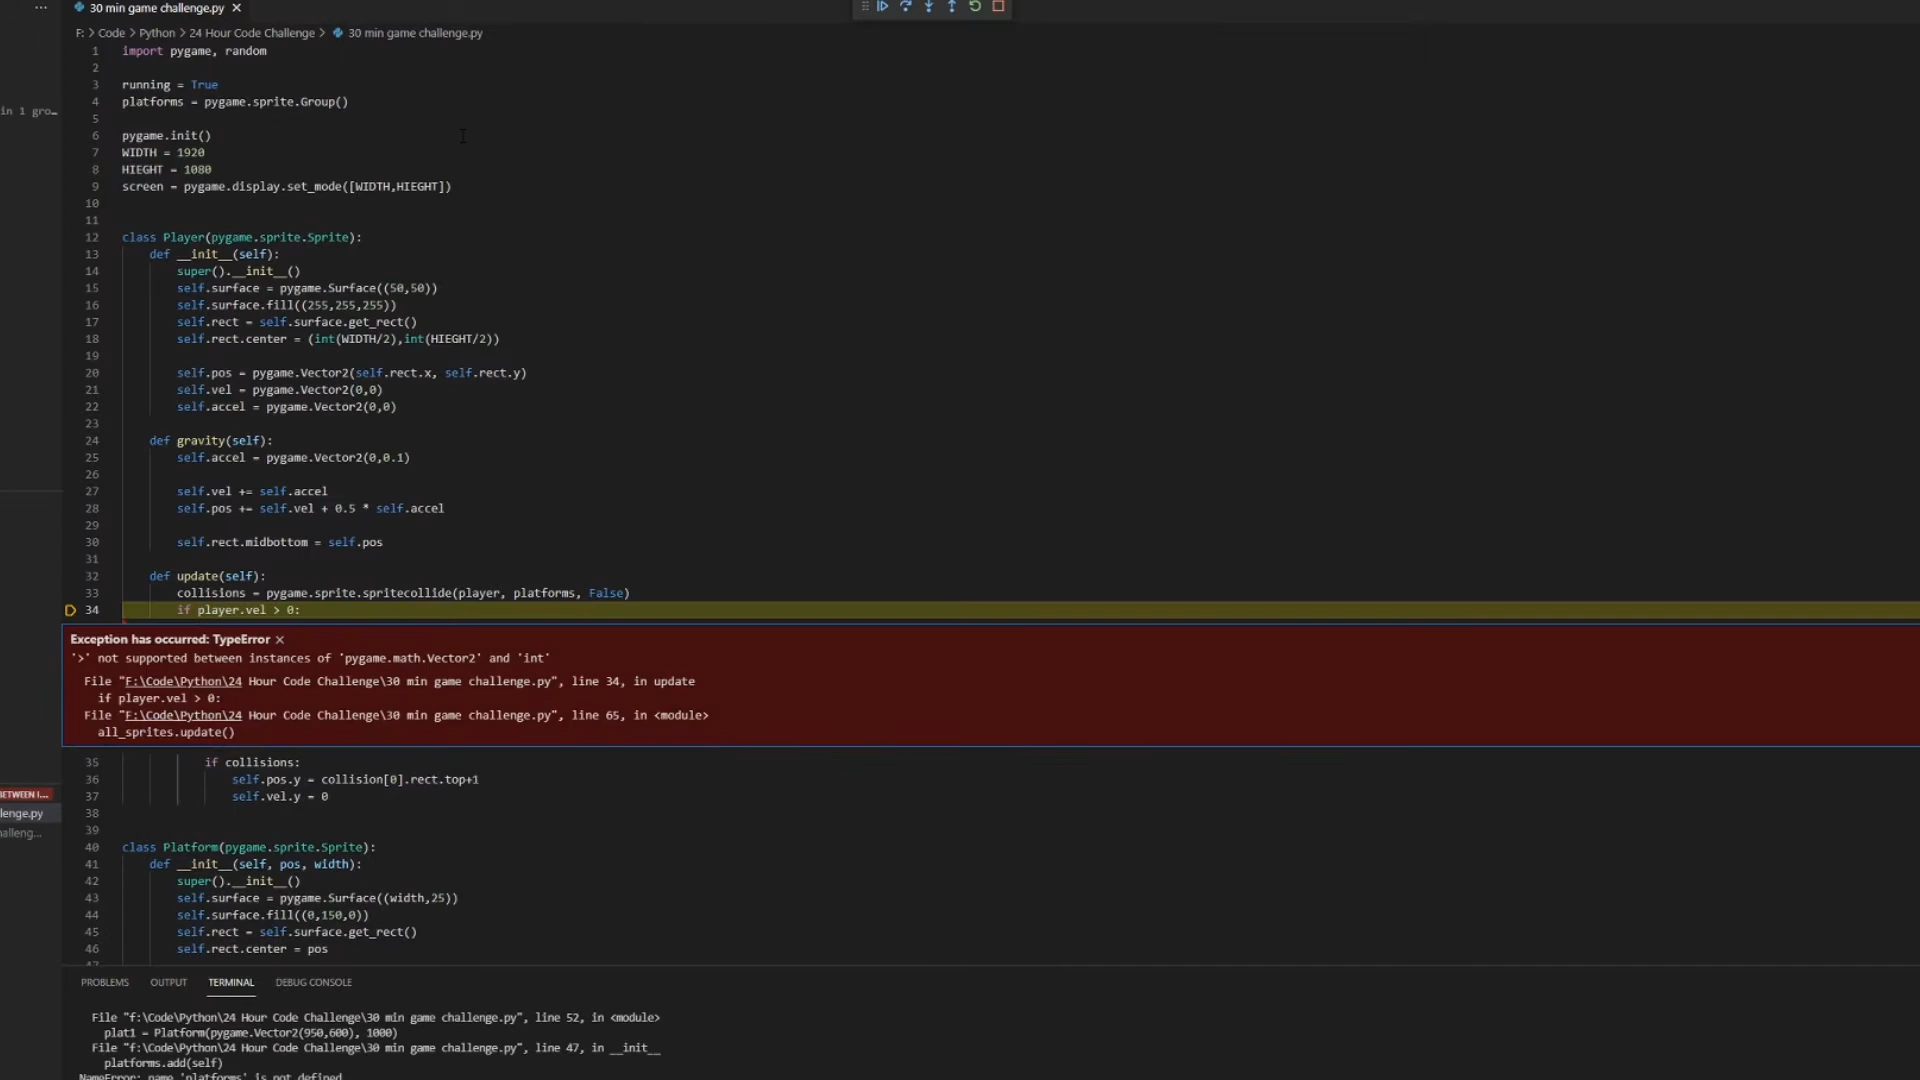 ...
30 min game challenge.py
F: > Code > Python > 24 Hour Code Challenge > 30 min game challenge.py
in 1 gro…
1 import pygame, random
2
3 running = True
4 platforms = pygame.sprite.Group()
5
6 pygame.init()
7 WIDTH = 1920
8 HIEGHT = 1080
9 screen = pygame.display.set_mode([WIDTH,HIEGHT])
10
11
12 class Player(pygame.sprite.Sprite):
13 def __init__(self):
14 super().__init__()
15 self.surface = pygame.Surface((50,50))
16 self.surface.fill((255,255,255))
17 self.rect = self.surface.get_rect()
18 self.rect.center = (int(WIDTH/2),int(HIEGHT/2))
19
20 self.pos = pygame.Vector2(self.rect.x, self.rect.y)
21 self.vel = pygame.Vector2(0,0)
22 self.accel = pygame.Vector2(0,0)
23
24 def gravity(self):
25 self.accel = pygame.Vector2(0,0.1)
26
27 self.vel += self.accel
28 self.pos += self.vel + 0.5 * self.accel
29
30 self.rect.midbottom = self.pos
31
32 def update(self):
33 collisions = pygame.sprite.spritecollide(player, platforms, False)
34 if player.vel > 0:
Exception has occurred: TypeError ×
'>' not supported between instances of 'pygame.math.Vector2' and 'int'
File "F:\Code\Python\24 Hour Code Challenge\30 min game challenge.py", line 34, in update
if player.vel > 0:
File "F:\Code\Python\24 Hour Code Challenge\30 min game challenge.py", line 65, in <module>
all_sprites.update()
35 if collisions:
36 self.pos.y = collision[0].rect.top+1
37 self.vel.y = 0
38
39
40 class Platform(pygame.sprite.Sprite):
41 def __init__(self, pos, width):
42 super().__init__()
43 self.surface = pygame.Surface((width,25))
44 self.surface.fill((0,150,0))
45 self.rect = self.surface.get_rect()
46 self.rect.center = pos
47
BETWEEN I...
lenge.py
halleng...
PROBLEMS OUTPUT TERMINAL DEBUG CONSOLE
File "f:\Code\Python\24 Hour Code Challenge\30 min game challenge.py", line 52, in <module>
plat1 = Platform(pygame.Vector2(950,600), 1000)
File "f:\Code\Python\24 Hour Code Challenge\30 min game challenge.py", line 47, in __init__
platforms.add(self)
NameError: name 'platforms' is not defined